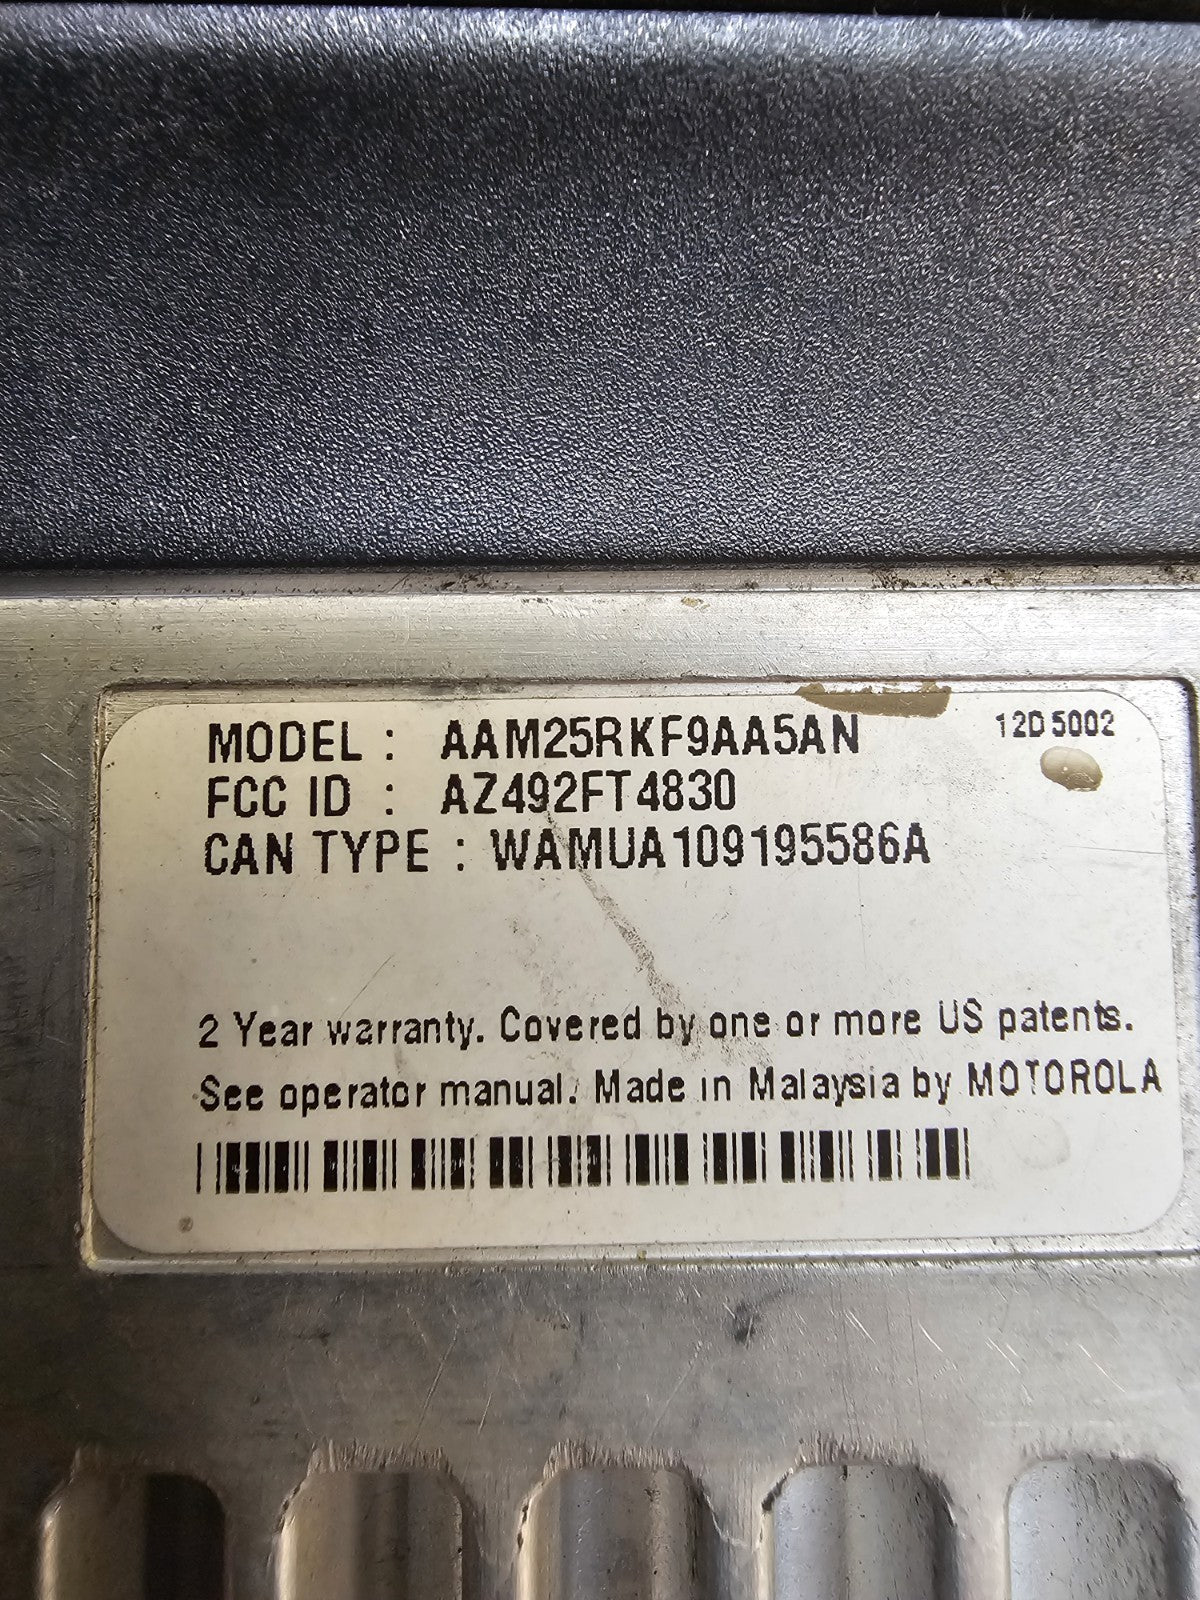 MODEL : AAM25RKF9AA5AN 12D5002
FCC ID : AZ492FT4830
CAN TYPE : WAMUA109195586A
2 Year warranty. Covered by one or more US patents.
See operator manual. Made in Malaysia by MOTOROLA